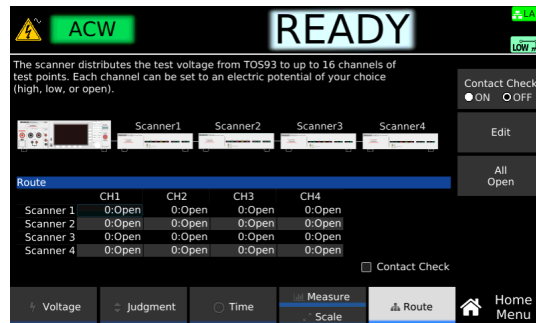 ACW
READY
LA
LOW
The scanner distributes the test voltage from TOS93 to up to 16 channels of
test points. Each channel can be set to an electric potential of your choice
(high, low, or open).
Contact Check
ON OFF
Scanner1 Scanner2 Scanner3 Scanner4
Edit
All
Open
Route
CH1 CH2 CH3 CH4
Scanner 1 0:Open 0:Open 0:Open 0:Open
Scanner 2 0:Open 0:Open 0:Open 0:Open
Scanner 3 0:Open 0:Open 0:Open 0:Open
Scanner 4 0:Open 0:Open 0:Open 0:Open
Contact Check
Voltage
Judgment
Time
Measure
Scale
Route
Home
Menu